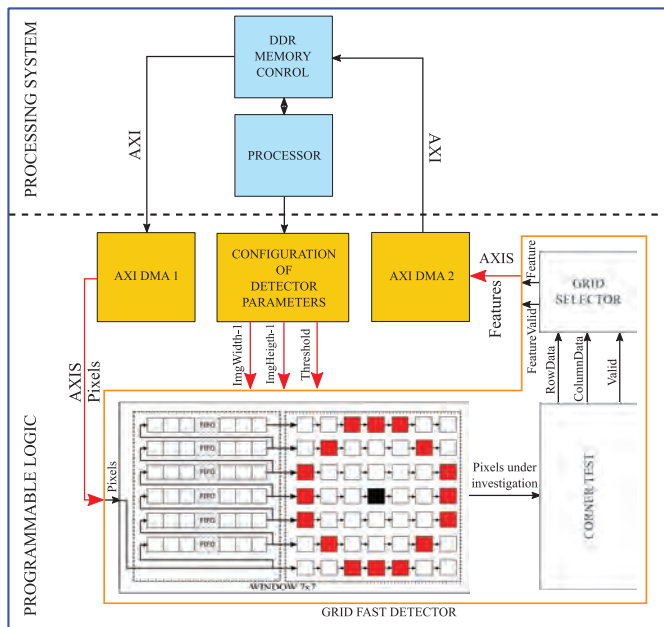 PROCESSING SYSTEM
DDR
MEMORY
CONROL
AXI
AXI
PROCESSOR
AXI DMA 1
CONFIGURATION
OF
DETECTOR
PARAMETERS
AXI DMA 2
AXIS
Features
Feature
FeatureValid
GRID
SELECTOR
AXIS
Pixels
ImgWidth-1
ImgHeigth-1
Threshold
RowData
ColumnData
Valid
PROGRAMMABLE LOGIC
Pixels
FIFO
FIFO
FIFO
FIFO
FIFO
FIFO
Pixels under
investigation
CORNER TEST
WINDOW 7x7
GRID FAST DETECTOR